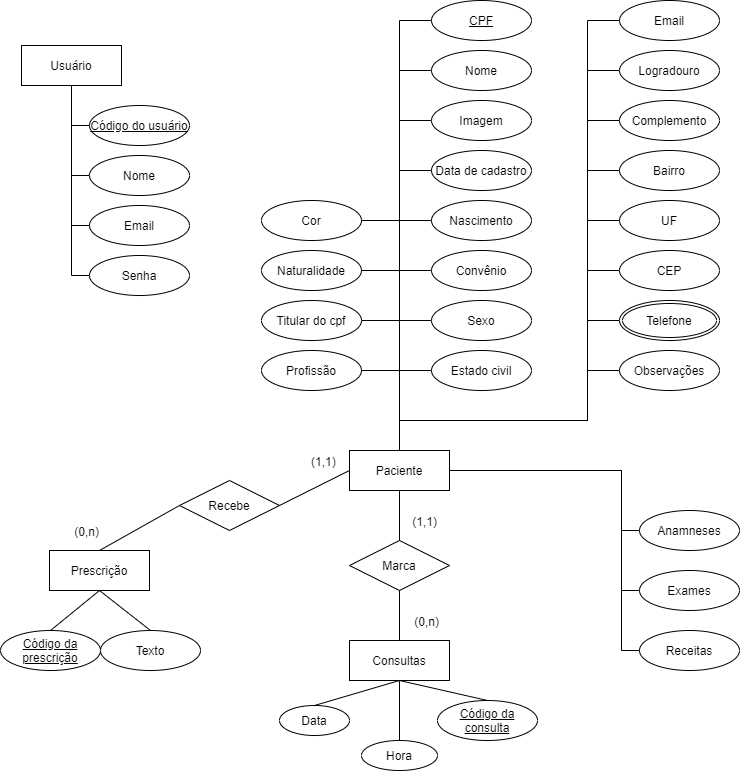 Usuário
Código do usuário
Nome
Email
Senha
CPF
Nome
Imagem
Data de cadastro
Cor
Nascimento
Naturalidade
Convênio
Titular do cpf
Sexo
Profissão
Estado civil
Email
Logradouro
Complemento
Bairro
UF
CEP
Telefone
Observações
(1,1)
Paciente
Recebe
(0,n)
Prescrição
Código da
prescrição
Texto
(1,1)
Marca
(0,n)
Consultas
Data
Hora
Código da
consulta
Anamneses
Exames
Receitas